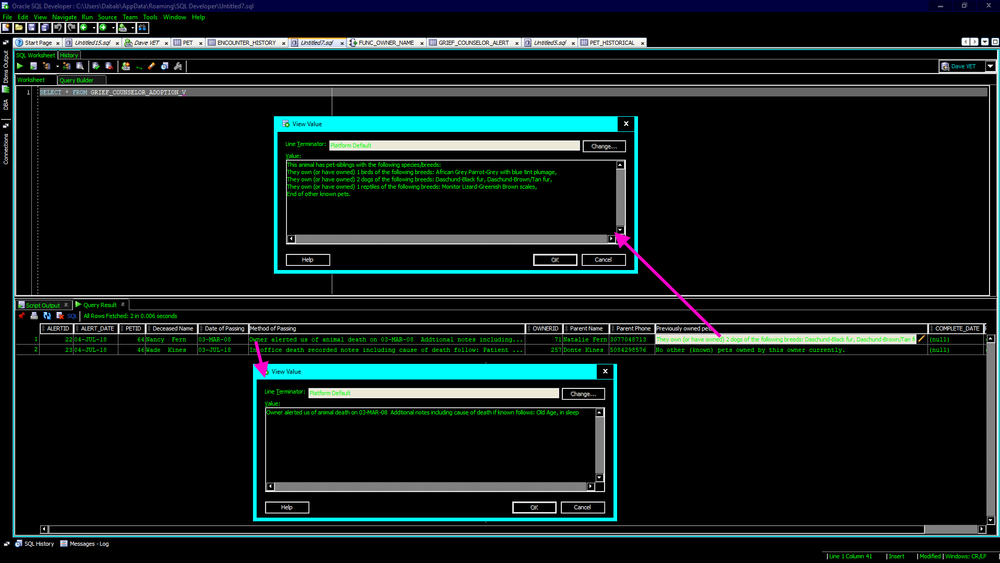 Oracle SQL Developer : C:\Users\Dabab\AppData\Roaming\SQL Developer\Untitled7.sql
File Edit View Navigate Run Source Team Tools Window Help
Start Page Untitled15.sql Dave VET PET ENCOUNTER_HISTORY Untitled7.sql FUNC_OWNER_NAME GRIEF_COUNSELOR_ALERT Untitled5.sql PET_HISTORICAL
Dbms Output
DBA
Connections
SQL Worksheet History
Dave VET
Worksheet Query Builder
1 SELECT * FROM GRIEF_COUNSELOR_ADOPTION_V
View Value
Line Terminator: Platform Default Change...
Value:
This animal has pet-siblings with the following species/breeds:
They own (or have owned) 1 birds of the following breeds: African Grey Parrot-Grey with blue tint plumage,
They own (or have owned) 2 dogs of the following breeds: Daschund-Black fur, Daschund-Brown/Tan fur,
They own (or have owned) 1 reptiles of the following breeds: Monitor Lizard-Greenish Brown scales,
End of other known pets.
Help OK Cancel
Script Output Query Result
SQL All Rows Fetched: 2 in 0.006 seconds
ALERTID ALERT_DATE PETID Deceased Name Date of Passing Method of Passing OWNERID Parent Name Parent Phone Previously owned pet COMPLETE_DATE
1 22 04-JUL-18 64 Nancy Fern 03-MAR-08 Owner alerted us of animal death on 03-MAR-08 Addtional notes including... 71 Natalie Fern 3077048713 They own (or have owned) 2 dogs of the following breeds: Daschund-Black fur, Daschund-Brown/Tan f (null)
2 23 04-JUL-18 46 Wade Kines 03-JUL-18 In office death recorded notes including cause of death follow: Patient ... 257 Donte Kines 5084298576 No other (known) pets owned by this owner currently. (null)
View Value
Line Terminator: Platform Default Change...
Value:
Owner alerted us of animal death on 03-MAR-08 Addtional notes including cause of death if known follows: Old Age, in sleep
Help OK Cancel
SQL History Messages - Log
Line 1 Column 41 Insert Modified Windows: CR/LF